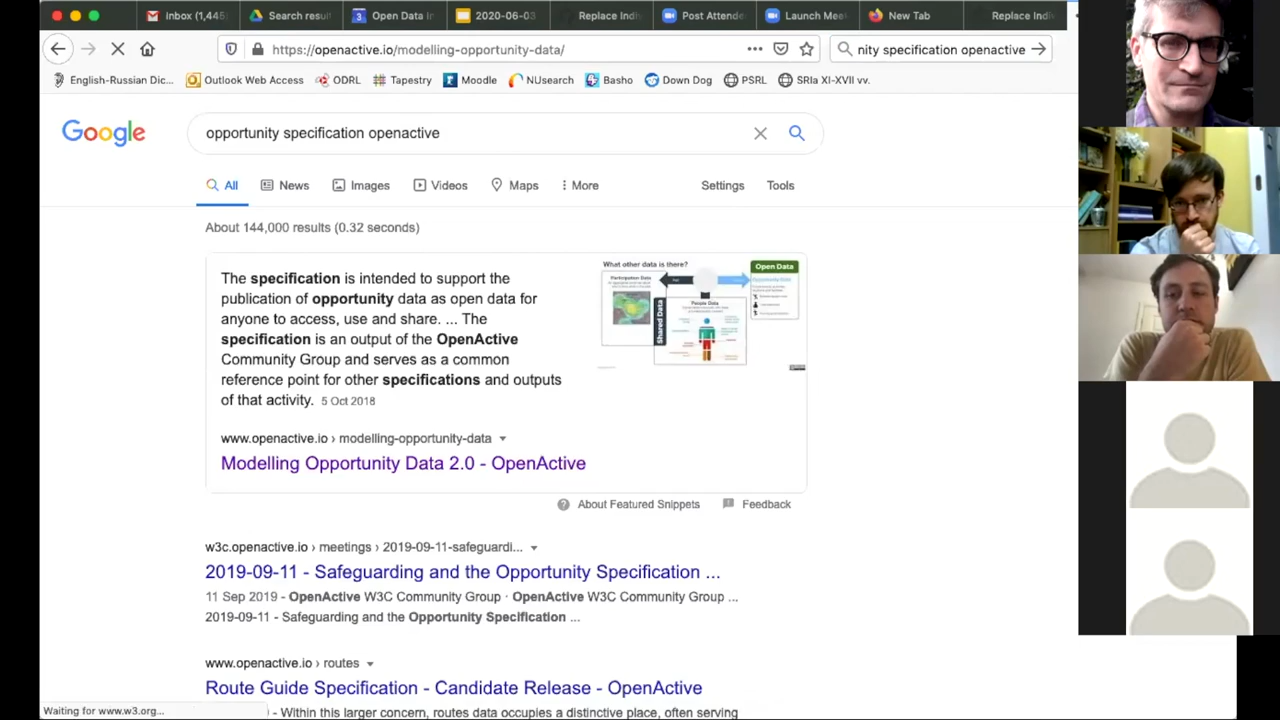 Inbox (1,445
Search result
Open Data In
2020-06-03
Replace Indi
Post Attende
Launch Mee
New Tab
Replace Indi
https://openactive.io/modelling-opportunity-data/
nity specification openactive
English-Russian Dic...
Outlook Web Access
ODRL
Tapestry
Moodle
NUsearch
Basho
Down Dog
PSRL
SRIa XI-XVII vv.
Google
opportunity specification openactive
All
News
Images
Videos
Maps
More
Settings
Tools
About 144,000 results (0.32 seconds)
The specification is intended to support the
publication of opportunity data as open data for
anyone to access, use and share. ... The
specification is an output of the OpenActive
Community Group and serves as a common
reference point for other specifications and outputs
of that activity. 5 Oct 2018
What other data is there?
Participation Data
Open Data
Shared Data
People Data
www.openactive.io › modelling-opportunity-data
Modelling Opportunity Data 2.0 - OpenActive
About Featured Snippets
Feedback
w3c.openactive.io › meetings › 2019-09-11-safeguardi...
2019-09-11 - Safeguarding and the Opportunity Specification ...
11 Sep 2019 - OpenActive W3C Community Group · OpenActive W3C Community Group ...
2019-09-11 - Safeguarding and the Opportunity Specification ...
www.openactive.io › routes
Route Guide Specification - Candidate Release - OpenActive
- Within this larger concern, routes data occupies a distinctive place, often serving
Waiting for www.w3.org...